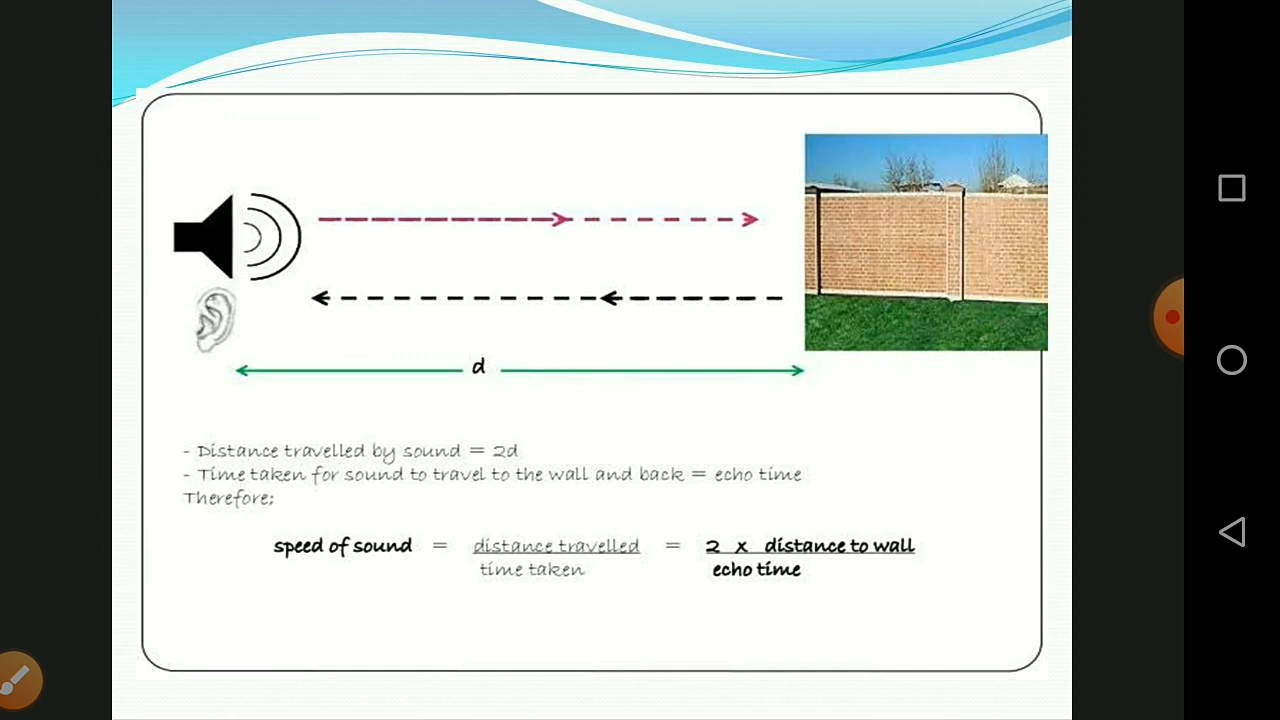 d
- Distance travelled by sound = 2d
- Time taken for sound to travel to the wall and back = echo time
Therefore;
speed of sound = distance travelled = 2 x distance to wall
time taken echo time